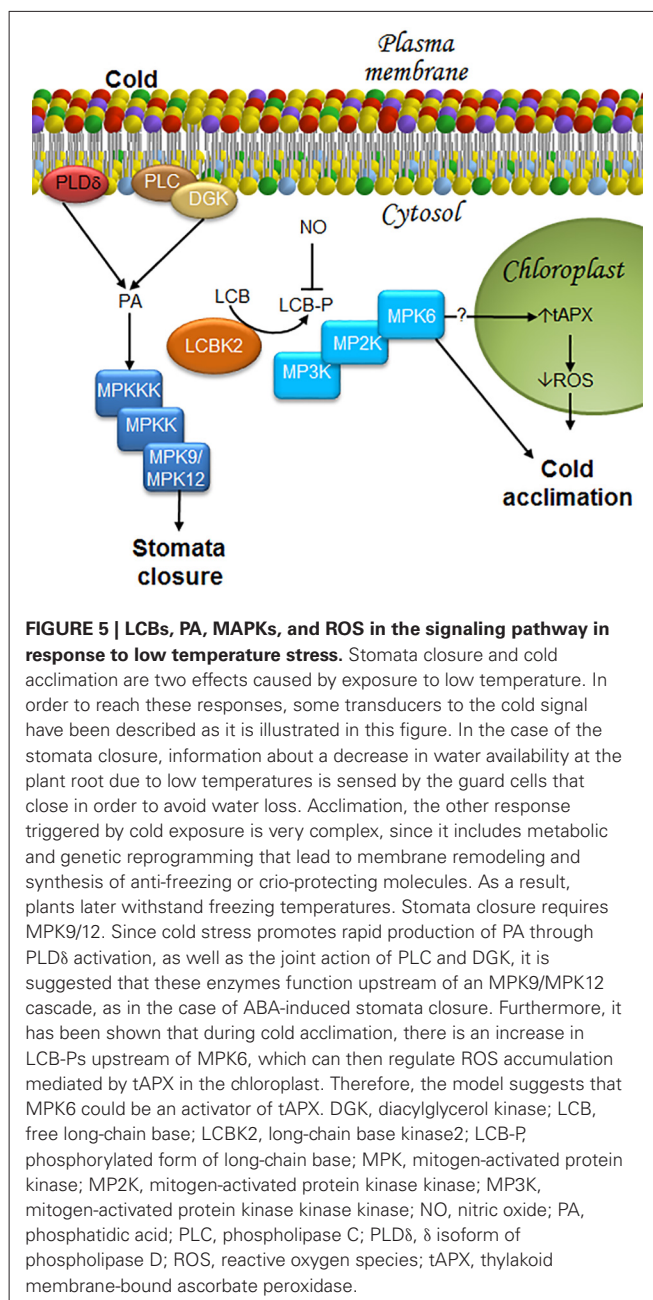 Plasma
membrane
Cold
PLDδ
PLC
DGK
Cytosol
NO
Chloroplast
PA
LCB
LCB-P
LCBK2
MPK6
?
↑tAPX
MP2K
MP3K
↓ROS
MPKKK
MPKK
MPK9/
MPK12
Cold
acclimation
Stomata
closure
FIGURE 5 | LCBs, PA, MAPKs, and ROS in the signaling pathway in
response to low temperature stress. Stomata closure and cold
acclimation are two effects caused by exposure to low temperature. In
order to reach these responses, some transducers to the cold signal
have been described as it is illustrated in this figure. In the case of the
stomata closure, information about a decrease in water availability at the
plant root due to low temperatures is sensed by the guard cells that
close in order to avoid water loss. Acclimation, the other response
triggered by cold exposure is very complex, since it includes metabolic
and genetic reprogramming that lead to membrane remodeling and
synthesis of anti-freezing or crio-protecting molecules. As a result,
plants later withstand freezing temperatures. Stomata closure requires
MPK9/12. Since cold stress promotes rapid production of PA through
PLDδ activation, as well as the joint action of PLC and DGK, it is
suggested that these enzymes function upstream of an MPK9/MPK12
cascade, as in the case of ABA-induced stomata closure. Furthermore, it
has been shown that during cold acclimation, there is an increase in
LCB-Ps upstream of MPK6, which can then regulate ROS accumulation
mediated by tAPX in the chloroplast. Therefore, the model suggests that
MPK6 could be an activator of tAPX. DGK, diacylglycerol kinase; LCB,
free long-chain base; LCBK2, long-chain base kinase2; LCB-P,
phosphorylated form of long-chain base; MPK, mitogen-activated protein
kinase; MP2K, mitogen-activated protein kinase kinase; MP3K,
mitogen-activated protein kinase kinase kinase; NO, nitric oxide; PA,
phosphatidic acid; PLC, phospholipase C; PLDδ, δ isoform of
phospholipase D; ROS, reactive oxygen species; tAPX, thylakoid
membrane-bound ascorbate peroxidase.